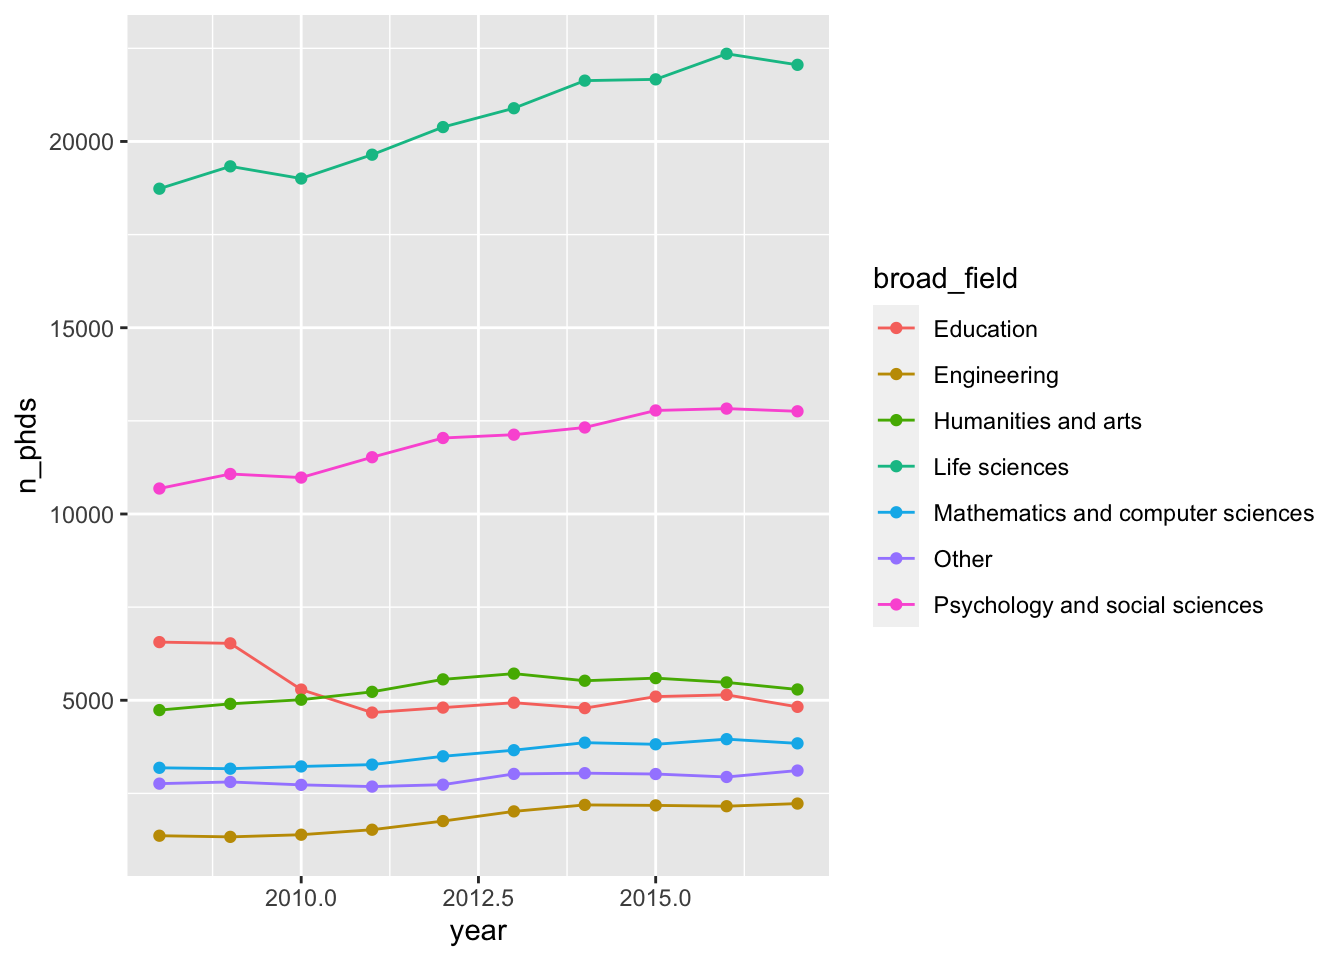 20000
15000
10000
5000
n_phds
2010.0
2012.5
2015.0
year
broad_field
Education
Engineering
Humanities and arts
Life sciences
Mathematics and computer sciences
Other
Psychology and social sciences